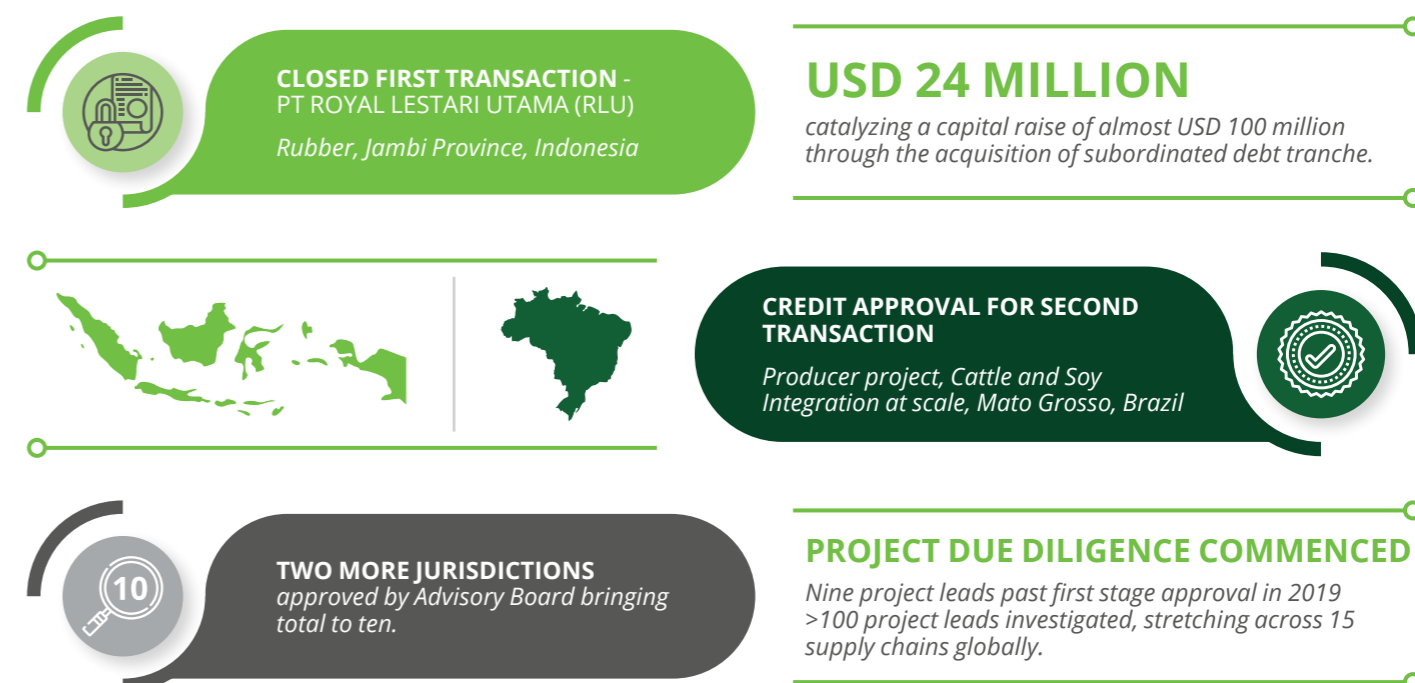 CLOSED FIRST TRANSACTION -
PT ROYAL LESTARI UTAMA (RLU)
Rubber, Jambi Province, Indonesia
USD 24 MILLION
catalyzing a capital raise of almost USD 100 million
through the acquisition of subordinated debt tranche.
CREDIT APPROVAL FOR SECOND
TRANSACTION
Producer project, Cattle and Soy
Integration at scale, Mato Grosso, Brazil
10
TWO MORE JURISDICTIONS
approved by Advisory Board bringing
total to ten.
PROJECT DUE DILIGENCE COMMENCED
Nine project leads past first stage approval in 2019
>100 project leads investigated, stretching across 15
supply chains globally.